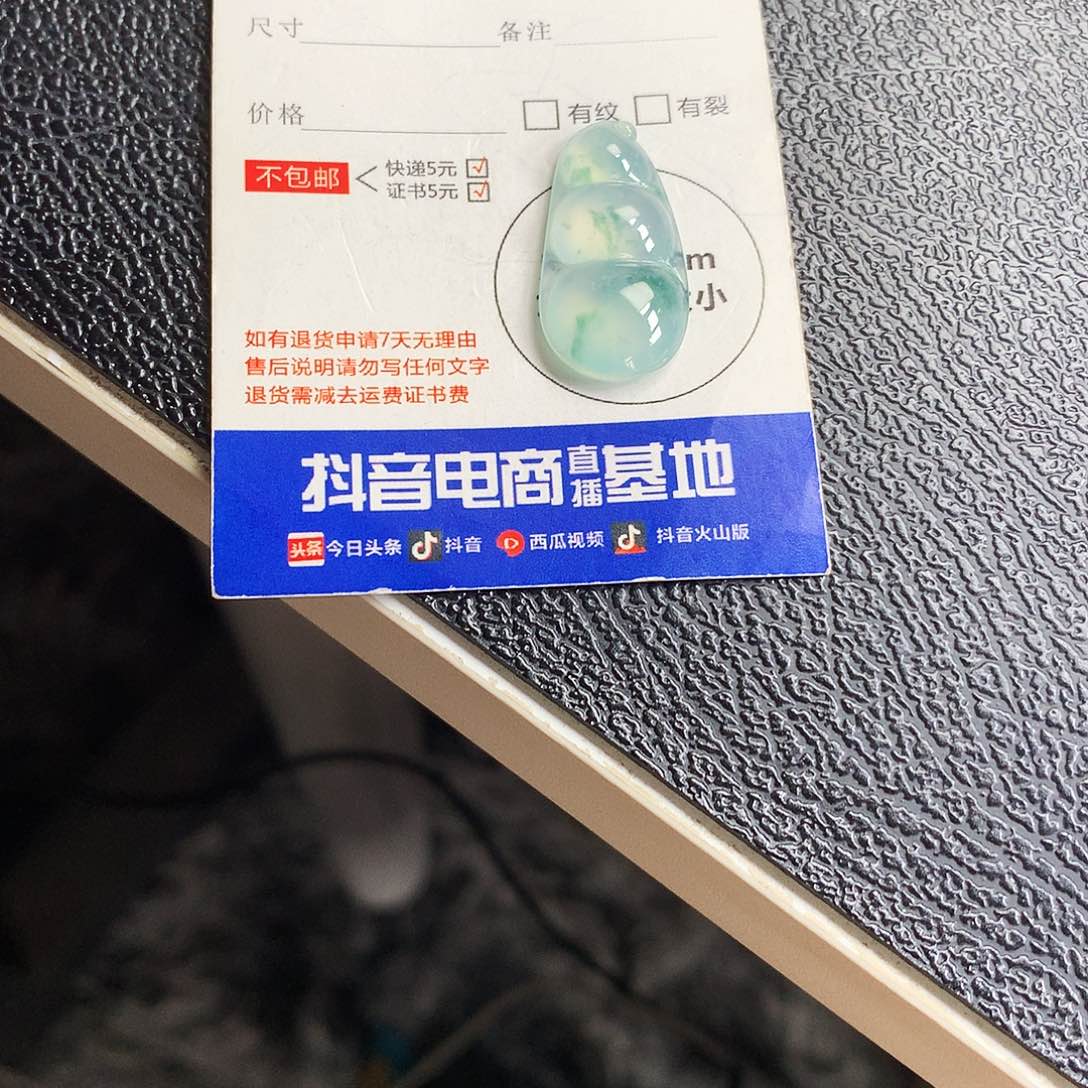 尺寸 备注
价格 有纹 有裂
不包邮 快递5元
证书5元
m
小
如有退货申请7天无理由
售后说明请勿写任何文字
退货需减去运费证书费
抖音电商直播基地
头条 今日头条 抖音 西瓜视频 抖音火山版